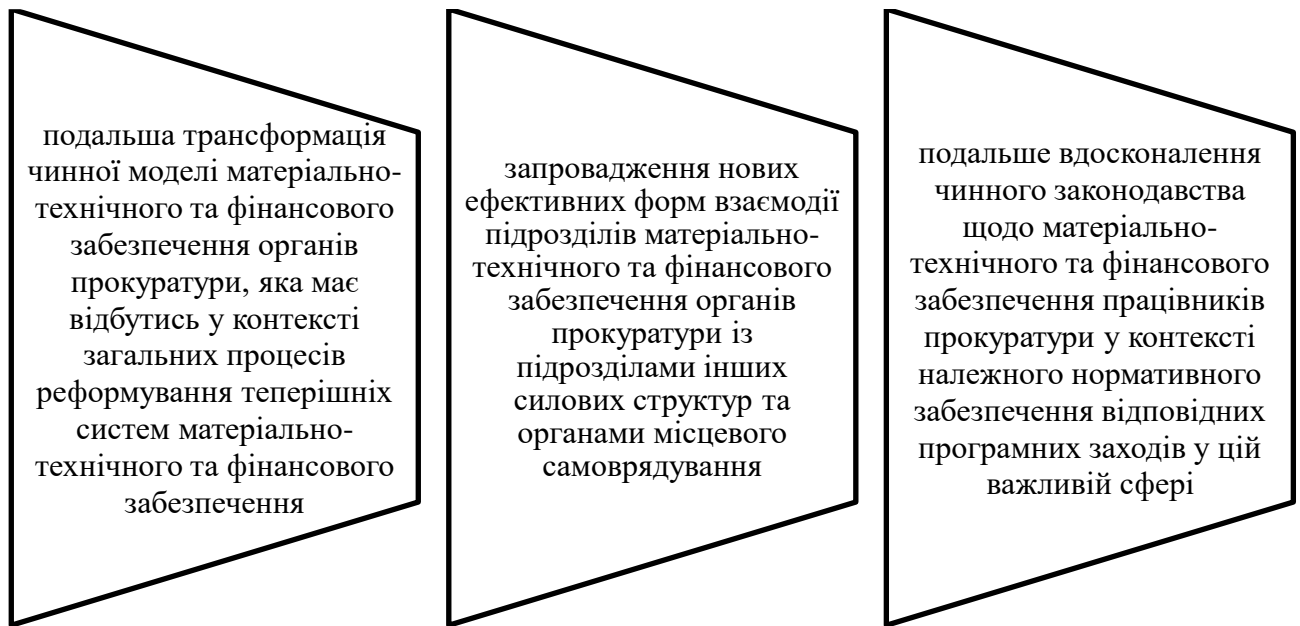 подальша трансформація
чинної моделі матеріально-
технічного та фінансового
забезпечення органів
прокуратури, яка має
відбутись у контексті
загальних процесів
реформування теперішніх
систем матеріально-
технічного та фінансового
забезпечення
запровадження нових
ефективних форм взаємодії
підрозділів матеріально-
технічного та фінансового
забезпечення органів
прокуратури із
підрозділами інших
силових структур та
органами місцевого
самоврядування
подальше вдосконалення
чинного законодавства
щодо матеріально-
технічного та фінансового
забезпечення працівників
прокуратури у контексті
належного нормативного
забезпечення відповідних
програмних заходів у цій
важливій сфері